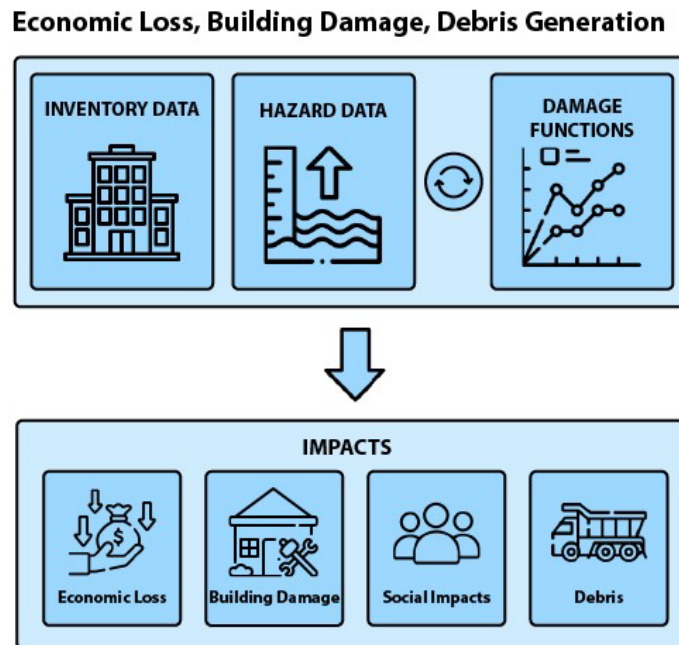 Economic Loss, Building Damage, Debris Generation
INVENTORY DATA
HAZARD DATA
DAMAGE
FUNCTIONS
$
IMPACTS
Economic Loss
Building Damage
Social Impacts
Debris